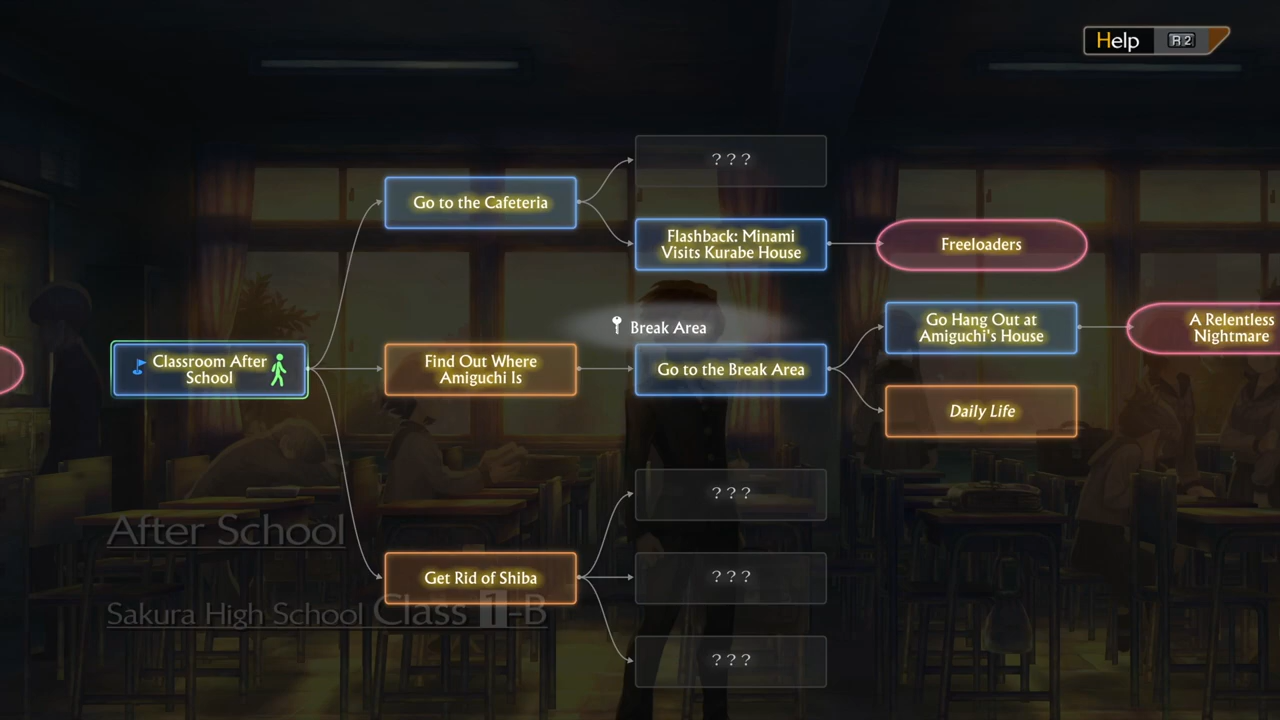 Help R2
? ? ?
Go to the Cafeteria
Flashback: Minami
Visits Kurabe House
Freeloaders
Break Area
Go Hang Out at
Amiguchi's House
A Relentless
Nightmare
Classroom After
School
Find Out Where
Amiguchi Is
Go to the Break Area
Daily Life
? ? ?
After School
Get Rid of Shiba
? ? ?
Sakura High School Class 1-B
? ? ?